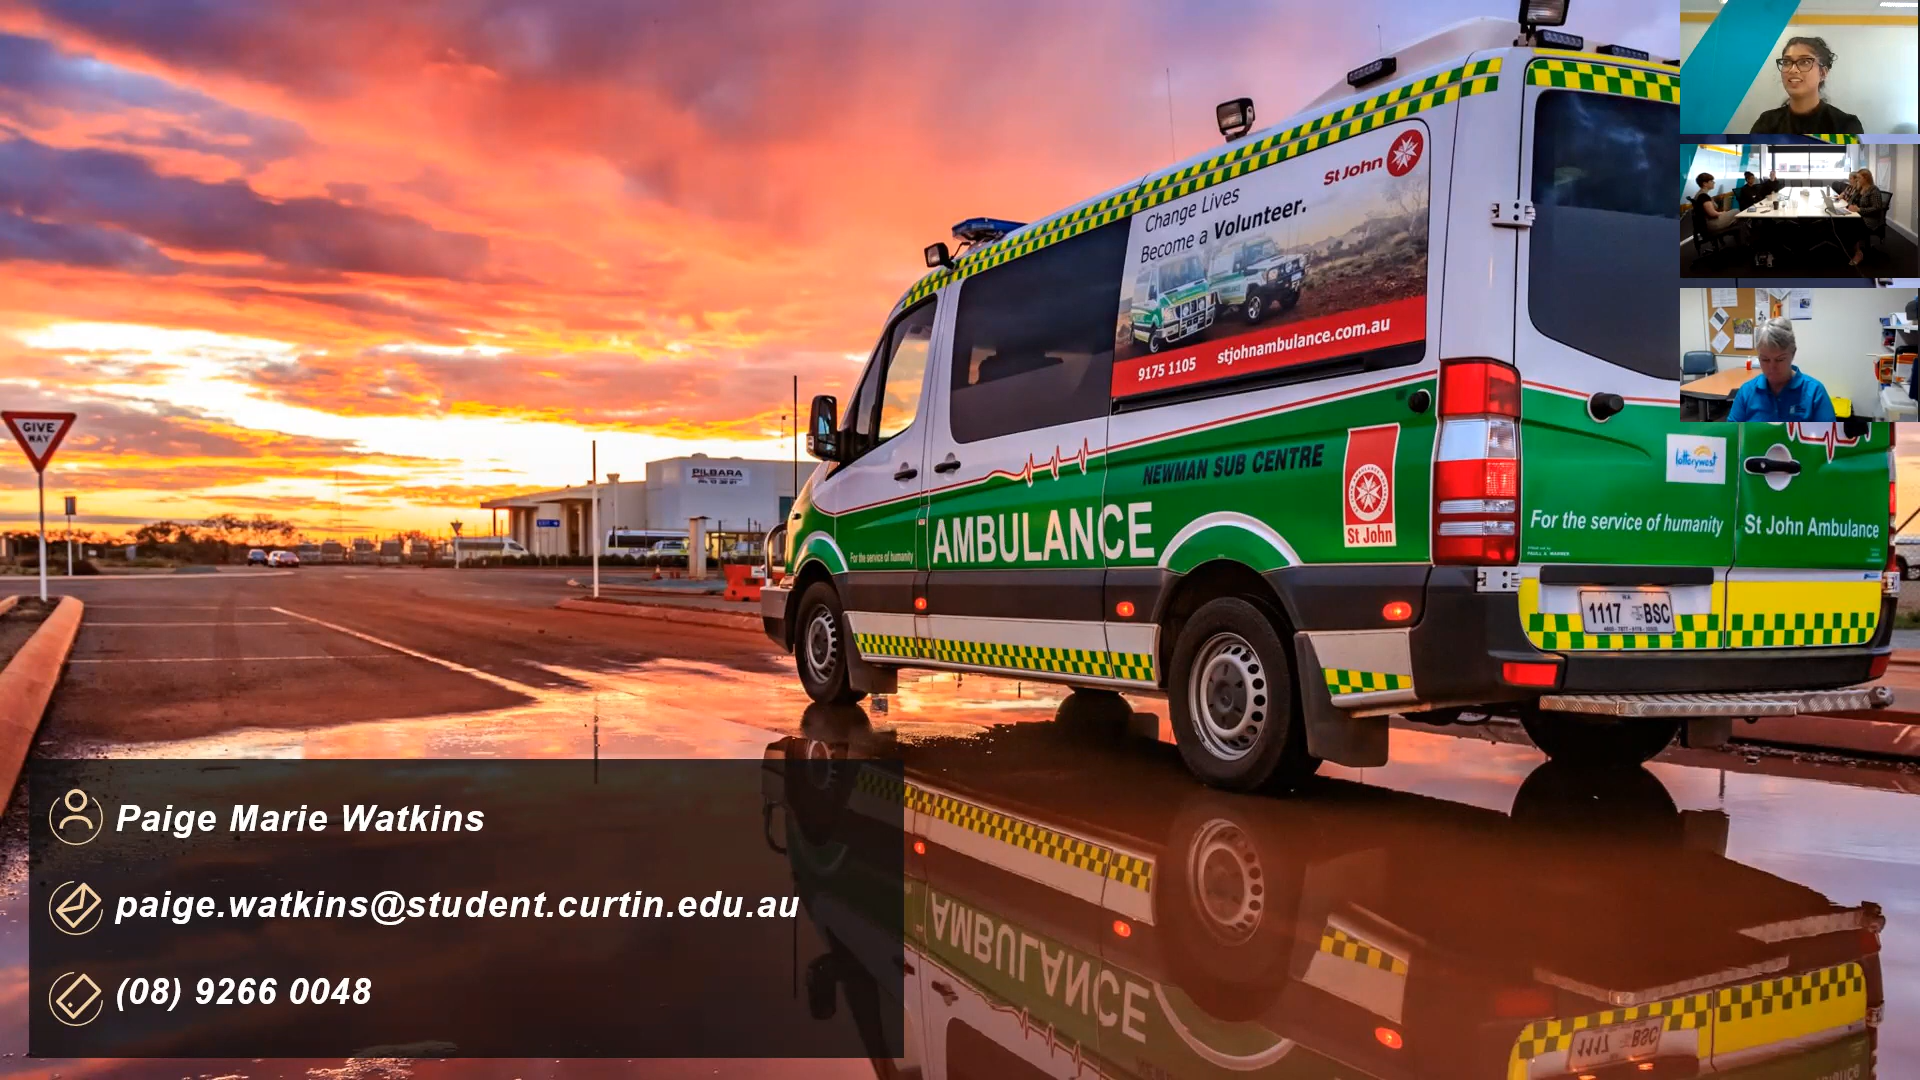 GIVE
WAY
PILBARA
Change Lives
Become a Volunteer.
St John
9175 1105 stjohnambulance.com.au
NEWMAN SUB CENTRE
AMBULANCE
For the service of humanity
St John
lotterywest
For the service of humanity
St John Ambulance
WA
1117 BSC
Paige Marie Watkins
paige.watkins@student.curtin.edu.au
(08) 9266 0048